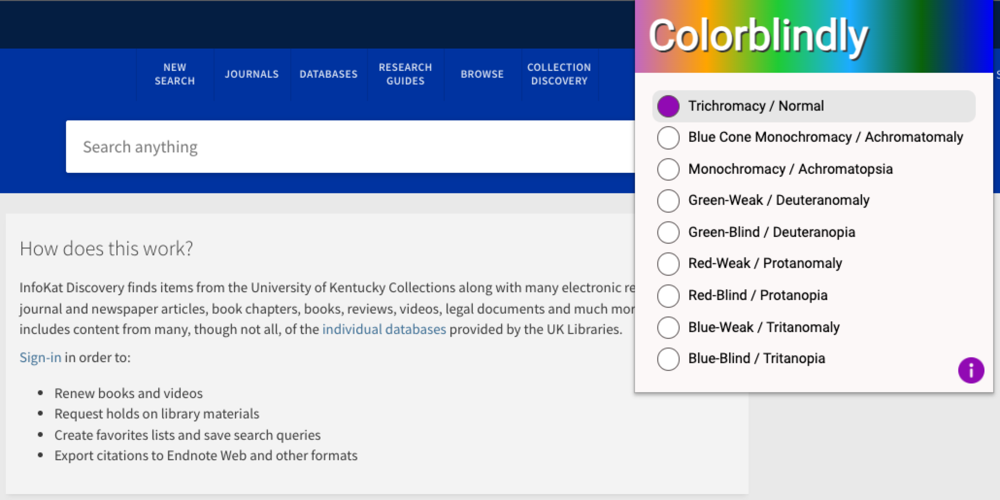 NEW
SEARCH
JOURNALS
DATABASES
RESEARCH
GUIDES
BROWSE
COLLECTION
DISCOVERY
Search anything
How does this work?
InfoKat Discovery finds items from the University of Kentucky Collections along with many electronic
journal and newspaper articles, book chapters, books, reviews, videos, legal documents and much
includes content from many, though not all, of the individual databases provided by the UK Libraries.
Sign-in in order to:
• Renew books and videos
• Request holds on library materials
• Create favorites lists and save search queries
• Export citations to Endnote Web and other formats
Colorblindly
Trichromacy / Normal
Blue Cone Monochromacy / Achromatomaly
Monochromacy / Achromatopsia
Green-Weak / Deuteranomaly
Green-Blind / Deuteranopia
Red-Weak / Protanomaly
Red-Blind / Protanopia
Blue-Weak / Tritanomaly
Blue-Blind / Tritanopia
i